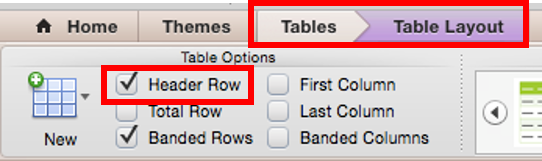 Home Themes Tables Table Layout
Table Options
Header Row First Column
Total Row Last Column
New Banded Rows Banded Columns